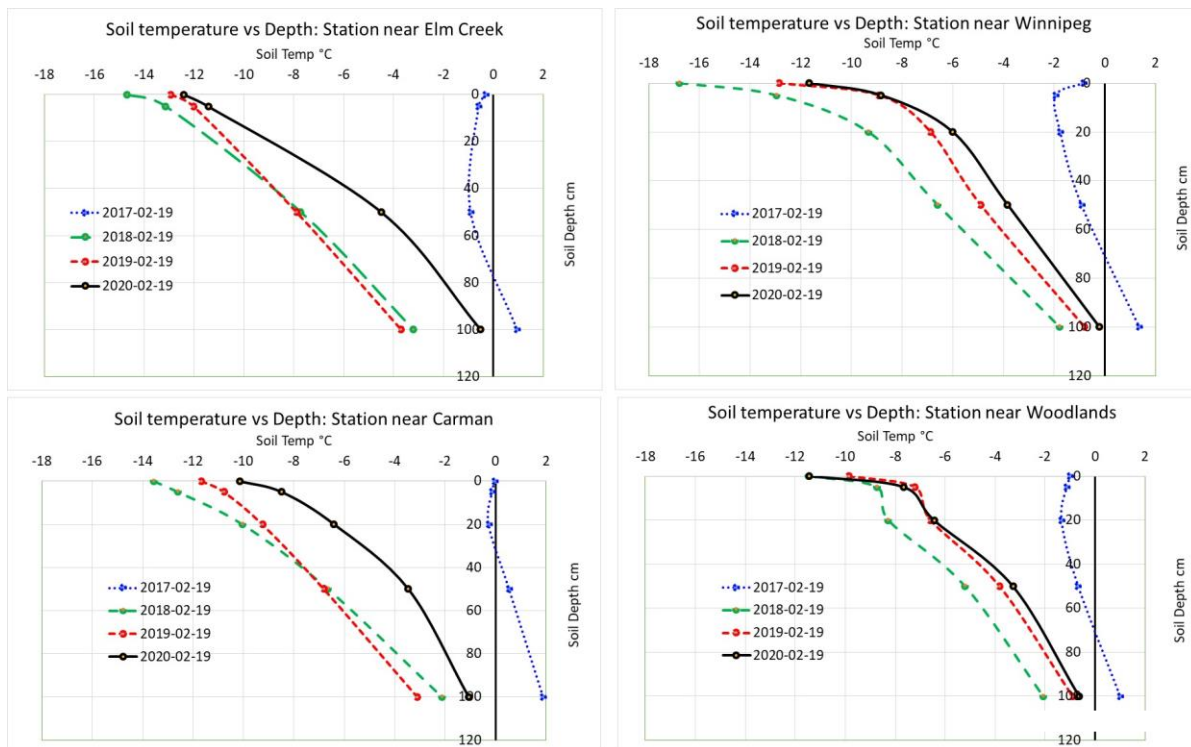 Soil temperature vs Depth: Station near Elm Creek
Soil Temp °C
-18 -16 -14 -12 -10 -8 -6 -4 -2 0 2
0
20
40
60
80
100
120
Soil Depth cm
2017-02-19
2018-02-19
2019-02-19
2020-02-19
Soil temperature vs Depth: Station near Winnipeg
Soil Temp °C
-18 -16 -14 -12 -10 -8 -6 -4 -2 0 2
0
20
40
60
80
100
120
Soil Depth cm
2017-02-19
2018-02-19
2019-02-19
2020-02-19
Soil temperature vs Depth: Station near Carman
Soil Temp °C
-18 -16 -14 -12 -10 -8 -6 -4 -2 0 2
0
20
40
60
80
100
120
Soil Depth cm
2017-02-19
2018-02-19
2019-02-19
2020-02-19
Soil temperature vs Depth: Station near Woodlands
Soil Temp °C
-18 -16 -14 -12 -10 -8 -6 -4 -2 0 2
0
20
40
60
80
100
120
Soil Depth cm
2017-02-19
2018-02-19
2019-02-19
2020-02-19